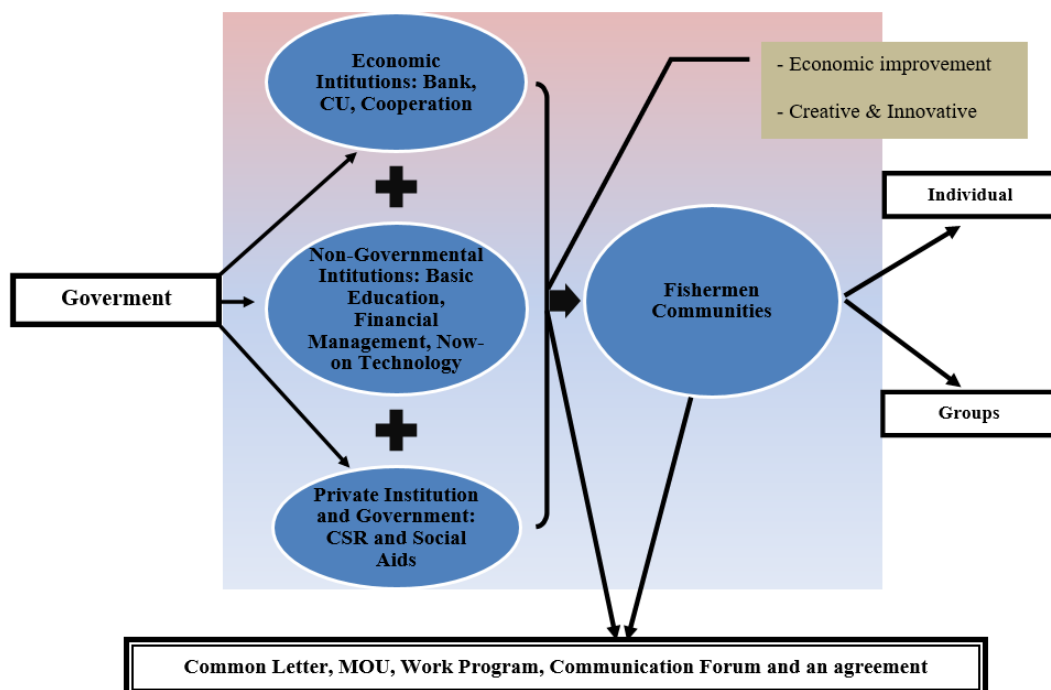 Economic
Intitutions: Bank,
CU, Cooperation
- Economic improvement
- Creative & Innovative
Individual
Non-Governmental
Intitutions: Basic
Education,
Financial
Management, Now-
on Technology
Goverment
Fishermen
Communities
Groups
Private Institution
and Government:
CSR and Social
Aids
Common Letter, MOU, Work Program, Communication Forum and an agreement